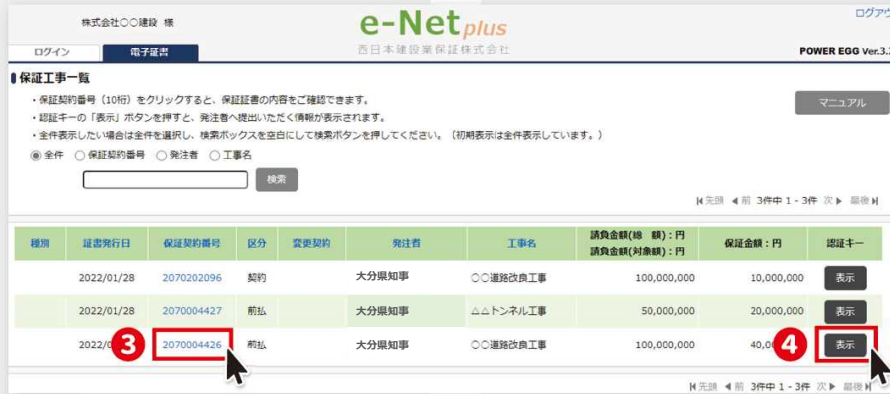 株式会社〇〇建設 様
e-Net plus
ログアウ
西日本建設業保証株式会社
ログイン 電子証書
POWER EGG Ver.3.
保証工事一覧
・保証契約番号（10桁）をクリックすると、保証証書の内容をご確認できます。
マニュアル
・認証キーの「表示」ボタンを押すと、発注者へ提出いただく情報が表示されます。
・全件表示したい場合は全件を選択し、検索ボックスを空白にして検索ボタンを押してください。（初期表示は全件表示しています。）
全件 保証契約番号 発注者 工事名
検索
先頭 前 3件中 1 - 3件 次 最後
種別 証書発行日 保証契約番号 区分 変更契約 発注者 工事名 請負金額(総　額)：円 保証金額：円 認証キー
請負金額(対象額)：円
2022/01/28 2070202096 契約 大分県知事 〇〇道路改良工事 100,000,000 10,000,000 表示
2022/01/28 2070004427 前払 大分県知事 △△トンネル工事 50,000,000 20,000,000 表示
2022/0 3 2070004426 前払 大分県知事 〇〇道路改良工事 100,000,000 40,0 4 表示
先頭 前 3件中 1 - 3件 次 最後